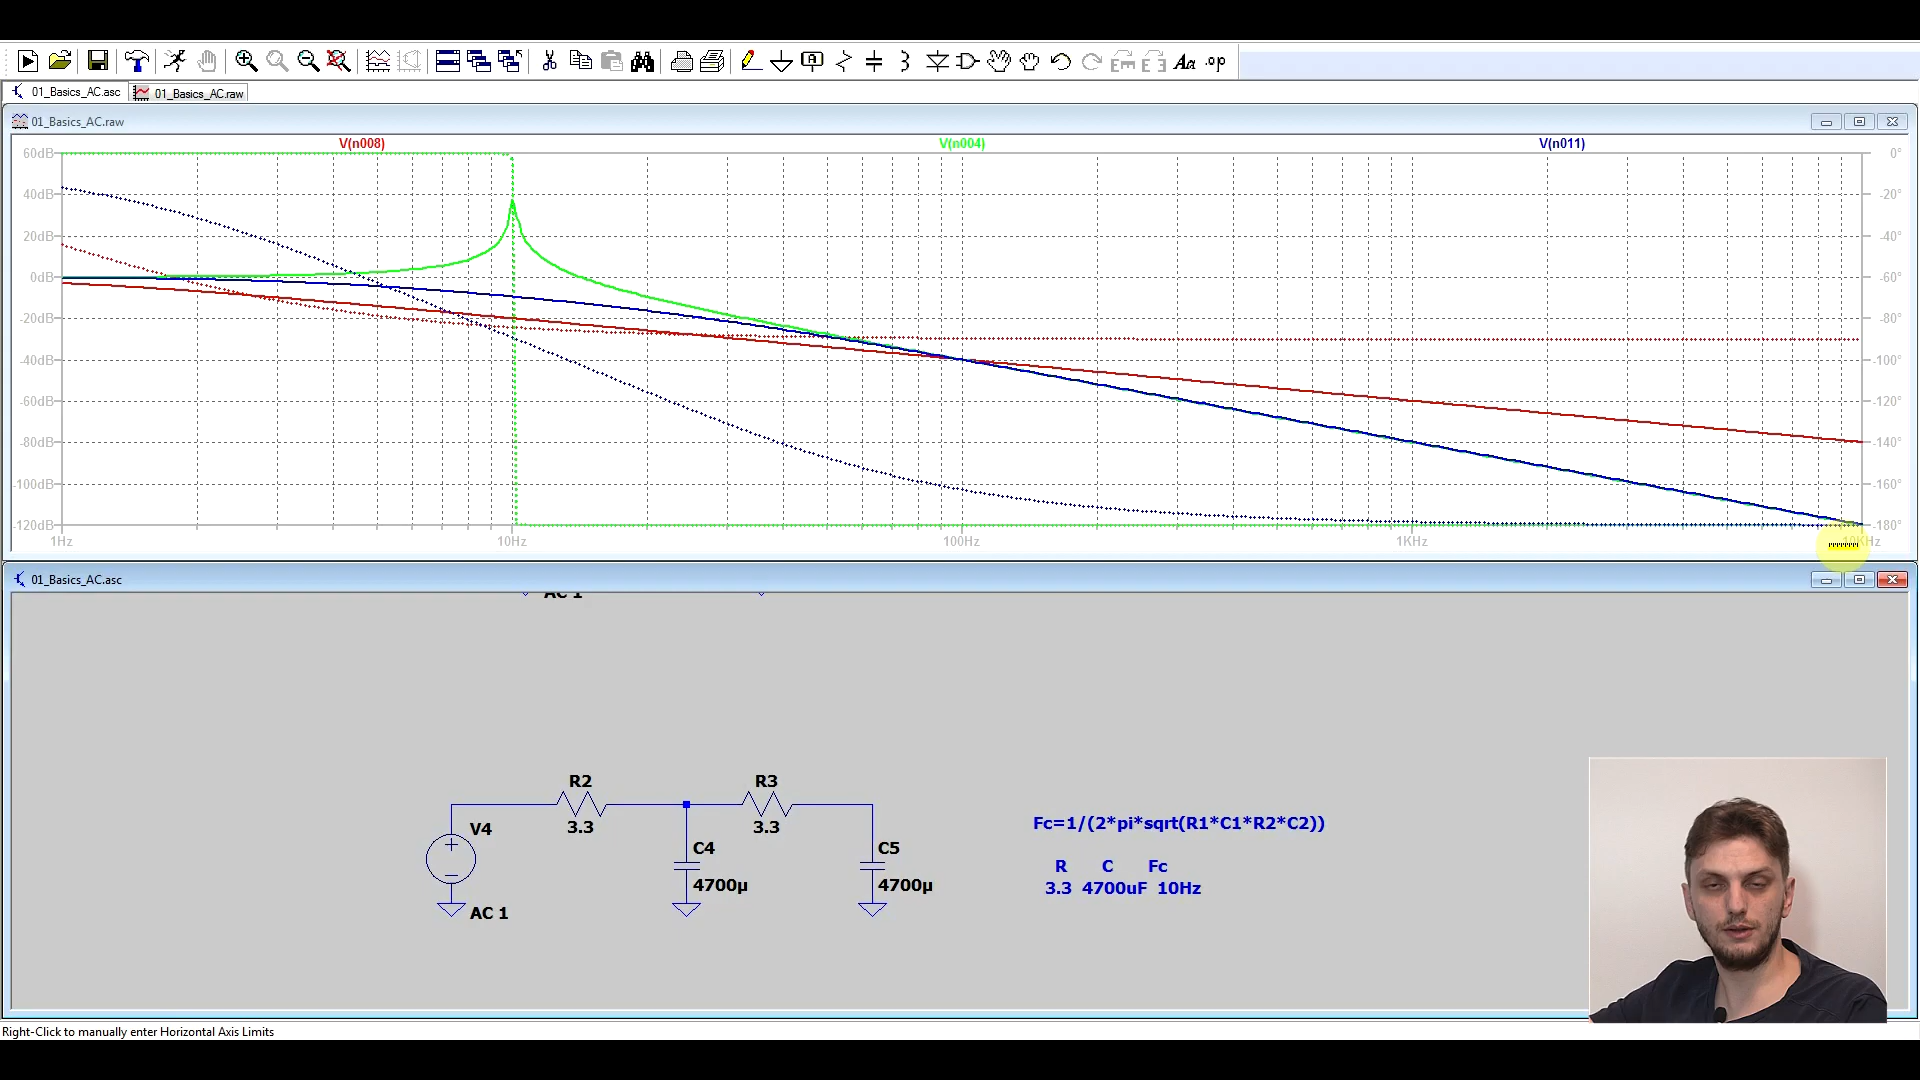 01_Basics_AC.asc 01_Basics_AC.raw
01_Basics_AC.raw
V(n008) V(n004) V(n011)
60dB 0°
40dB -20°
20dB -40°
0dB -60°
-20dB -80°
-40dB -100°
-60dB -120°
-80dB -140°
-100dB -160°
-120dB -180°
1Hz 10Hz 100Hz 1KHz 10KHz
01_Basics_AC.asc
AC 1
R2 R3
3.3 3.3
V4
C4 C5
4700µ 4700µ
AC 1
Fc=1/(2*pi*sqrt(R1*C1*R2*C2))
R C Fc
3.3 4700uF 10Hz
Right-Click to manually enter Horizontal Axis Limits